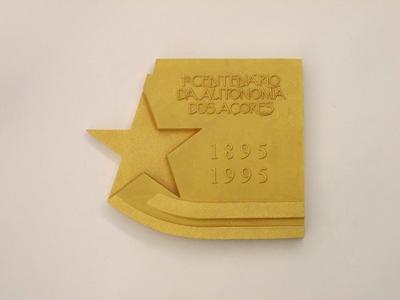 1º CENTENÁRIO
DA AUTONOMIA
DOS AÇORES
1895
1995